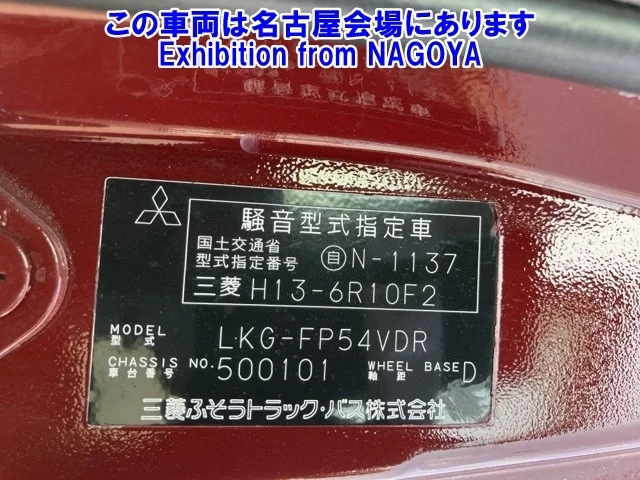 この車両は名古屋会場にあります
Exhibition from NAGOYA
騒音型式指定車
国土交通省
型式指定番号 自N-1137
三菱 H13-6R10F2
MODEL
型式 LKG-FP54VDR
CHASSIS NO.
車台番号 500101 WHEEL BASE
軸距 D
三菱ふそうトラック・バス株式会社